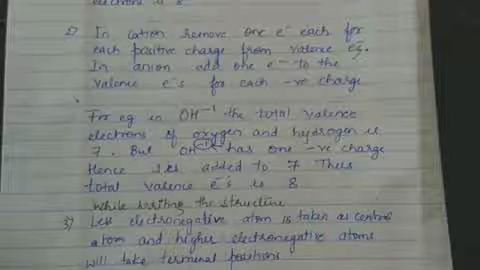 electrons is 8
2) In cation remove one e⁻ each for
each positive charge from valence es.
In anion add one e⁻ to the
valence e⁻s for each -ve charge
For eg in OH⁻¹ the total valence
electrons of oxygen and hydrogen is
7. But OH⁻¹ has one -ve charge
Hence 1 is added to 7 Thus
total valence e⁻s is 8
while writing the structure
3) Less electronegative atom is taken as central
atom and higher electronegative atoms
will take terminal positions